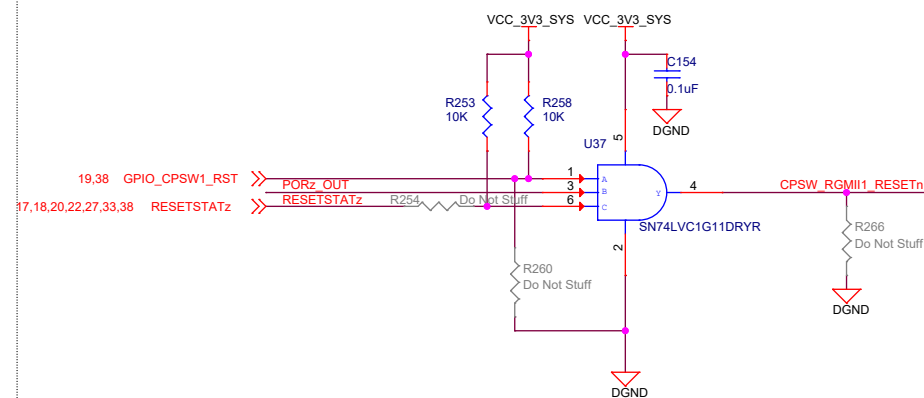 VCC_3V3_SYS VCC_3V3_SYS
C154
0.1uF
DGND
R253
10K
R258
10K
U37
5
19,38 GPIO_CPSW1_RST
1
A
PORz_OUT
3
B
Y
4
CPSW_RGMII1_RESETn
17,18,20,22,27,33,38 RESETSTATz
RESETSTATz
R254
Do Not Stuff
6
C
SN74LVC1G11DRYR
2
R266
Do Not Stuff
DGND
R260
Do Not Stuff
DGND